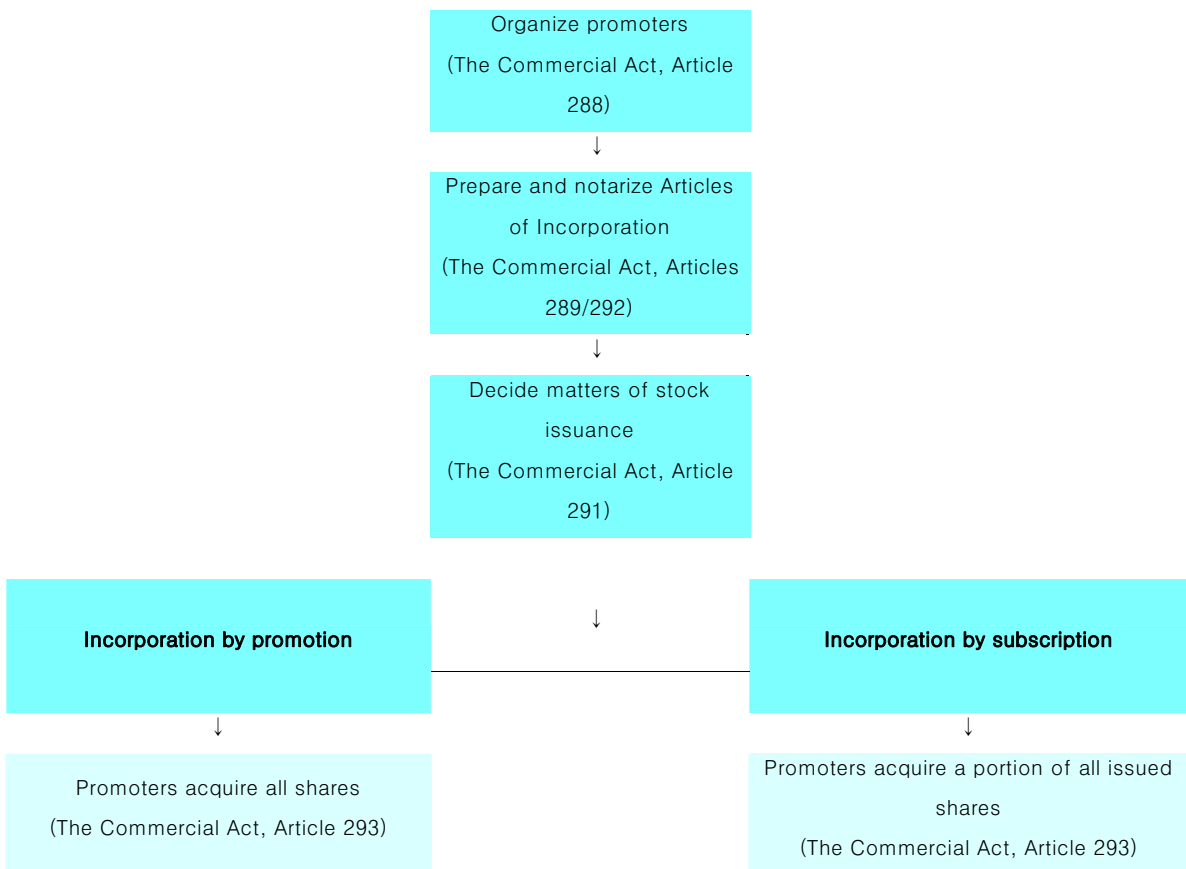 Organize promoters
(The Commercial Act, Article
288)
↓
Prepare and notarize Articles
of Incorporation
(The Commercial Act, Articles
289/292)
↓
Decide matters of stock
issuance
(The Commercial Act, Article
291)
↓
Incorporation by promotion
Incorporation by subscription
↓
↓
Promoters acquire all shares
(The Commercial Act, Article 293)
Promoters acquire a portion of all issued
shares
(The Commercial Act, Article 293)